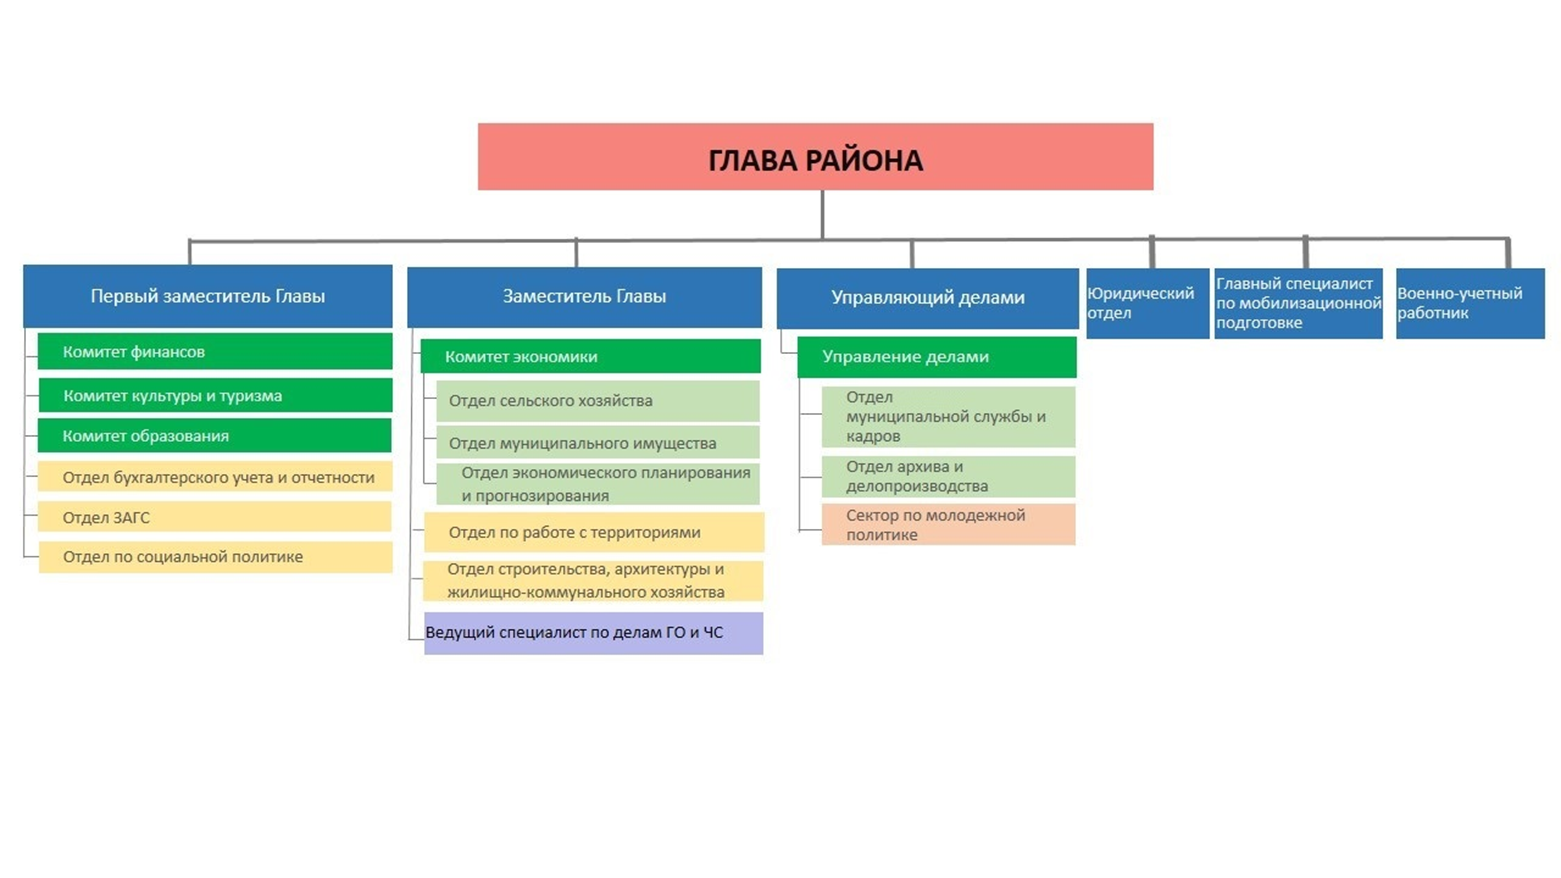 ГЛАВА РАЙОНА
Первый заместитель Главы
Комитет финансов
Комитет культуры и туризма
Комитет образования
Отдел бухгалтерского учета и отчетности
Отдел ЗАГС
Отдел по социальной политике
Заместитель Главы
Комитет экономики
Отдел сельского хозяйства
Отдел муниципального имущества
Отдел экономического планирования
и прогнозирования
Отдел по работе с территориями
Отдел строительства, архитектуры и
жилищно-коммунального хозяйства
Ведущий специалист по делам ГО и ЧС
Управляющий делами
Управление делами
Отдел
муниципальной службы и
кадров
Отдел архива и
делопроизводства
Сектор по молодежной
политике
Юридический
отдел
Главный специалист
по мобилизационной
подготовке
Военно-учетный
работник